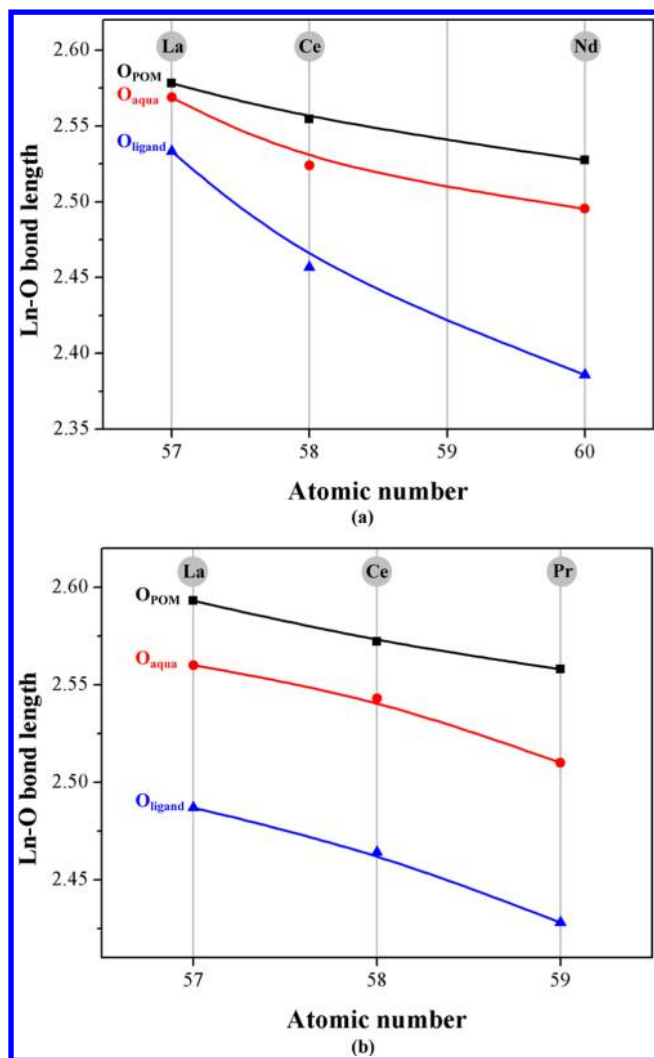 La Ce Nd
2.60
O_POM
O_aqua
2.55
O_ligand
2.50
2.45
2.40
2.35
Ln-O bond length
57 58 59 60
Atomic number
(a)
La Ce Pr
2.60
O_POM
O_aqua
2.55
2.50
O_ligand
2.45
Ln-O bond length
57 58 59
Atomic number
(b)